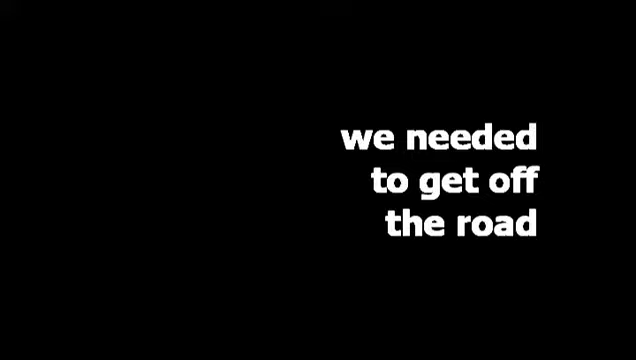 we needed
to get off
the road